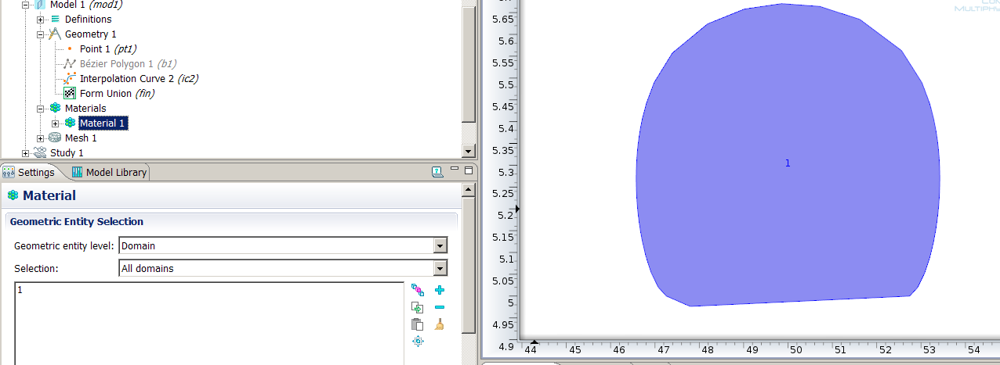 Model 1 (mod1)
Definitions
Geometry 1
Point 1 (pt1)
Bézier Polygon 1 (b1)
Interpolation Curve 2 (ic2)
Form Union (fin)
Materials
Material 1
Mesh 1
Study 1
Settings
Model Library
Material
Geometric Entity Selection
Geometric entity level: Domain
Selection: All domains
1
5.65
5.6
5.55
5.5
5.45
5.4
5.35
5.3
5.25
5.2
5.15
5.1
5.05
5
4.95
4.9
1
44 45 46 47 48 49 50 51 52 53 54